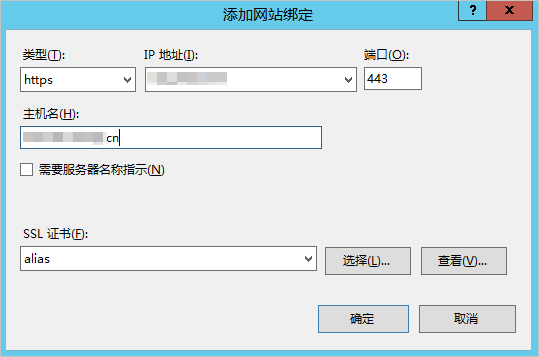 添加网站绑定
? x
类型(T): IP 地址(I): 端口(O):
https 443
主机名(H):
cn
需要服务器名称指示(N)
SSL 证书(F):
alias 选择(L)... 查看(V)...
确定 取消